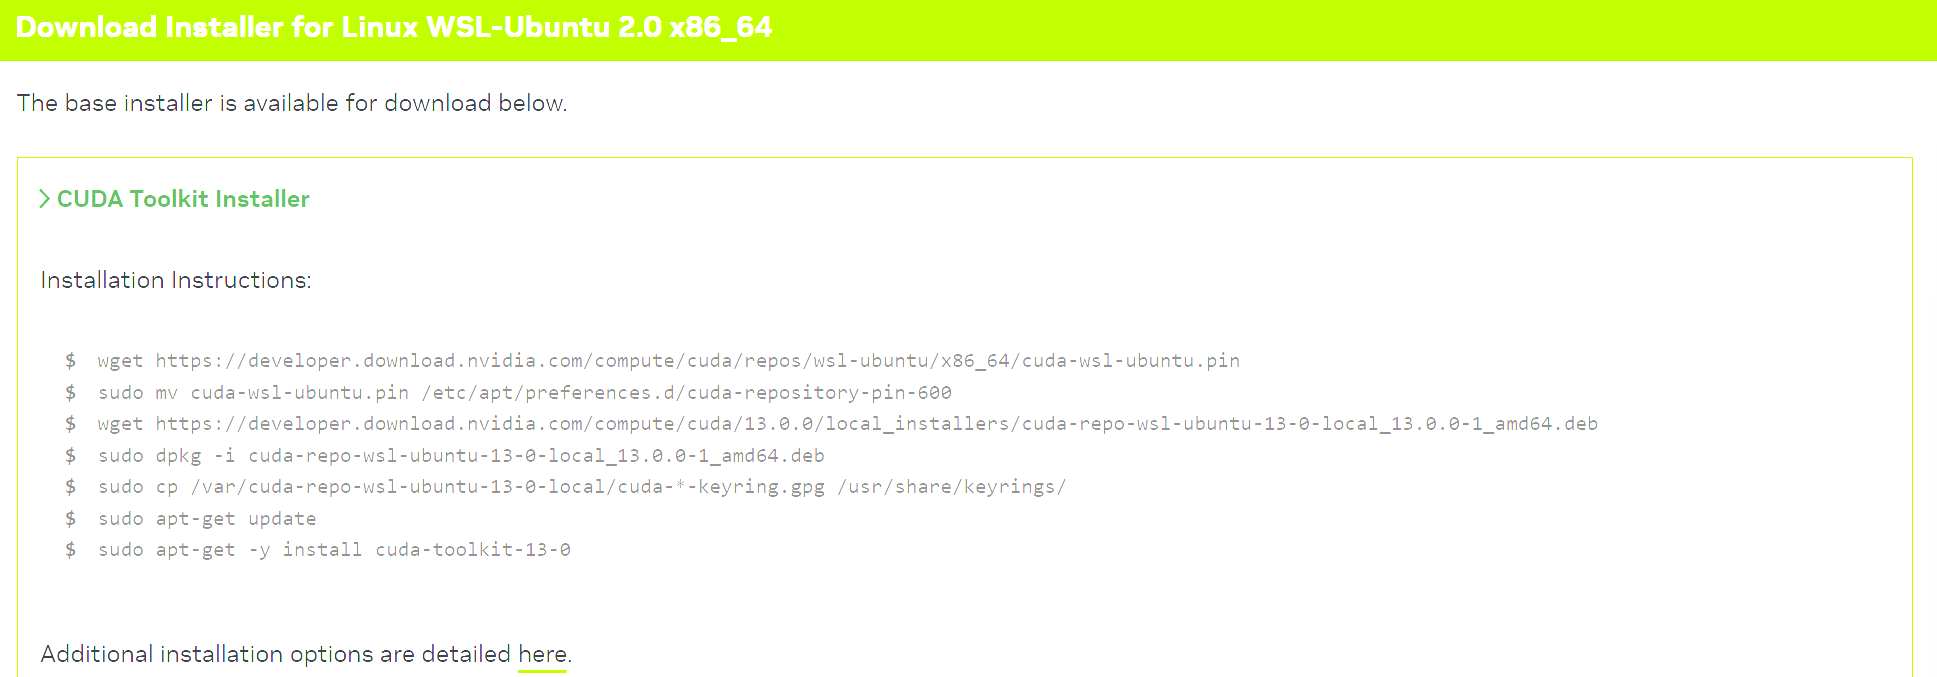 Download Installer for Linux WSL-Ubuntu 2.0 x86_64
The base installer is available for download below.
CUDA Toolkit Installer
Installation Instructions:
$ wget https://developer.download.nvidia.com/compute/cuda/repos/wsl-ubuntu/x86_64/cuda-wsl-ubuntu.pin
$ sudo mv cuda-wsl-ubuntu.pin /etc/apt/preferences.d/cuda-repository-pin-600
$ wget https://developer.download.nvidia.com/compute/cuda/13.0.0/local_installers/cuda-repo-wsl-ubuntu-13-0-local_13.0.0-1_amd64.deb
$ sudo dpkg -i cuda-repo-wsl-ubuntu-13-0-local_13.0.0-1_amd64.deb
$ sudo cp /var/cuda-repo-wsl-ubuntu-13-0-local/cuda-*-keyring.gpg /usr/share/keyrings/
$ sudo apt-get update
$ sudo apt-get -y install cuda-toolkit-13-0
Additional installation options are detailed here.